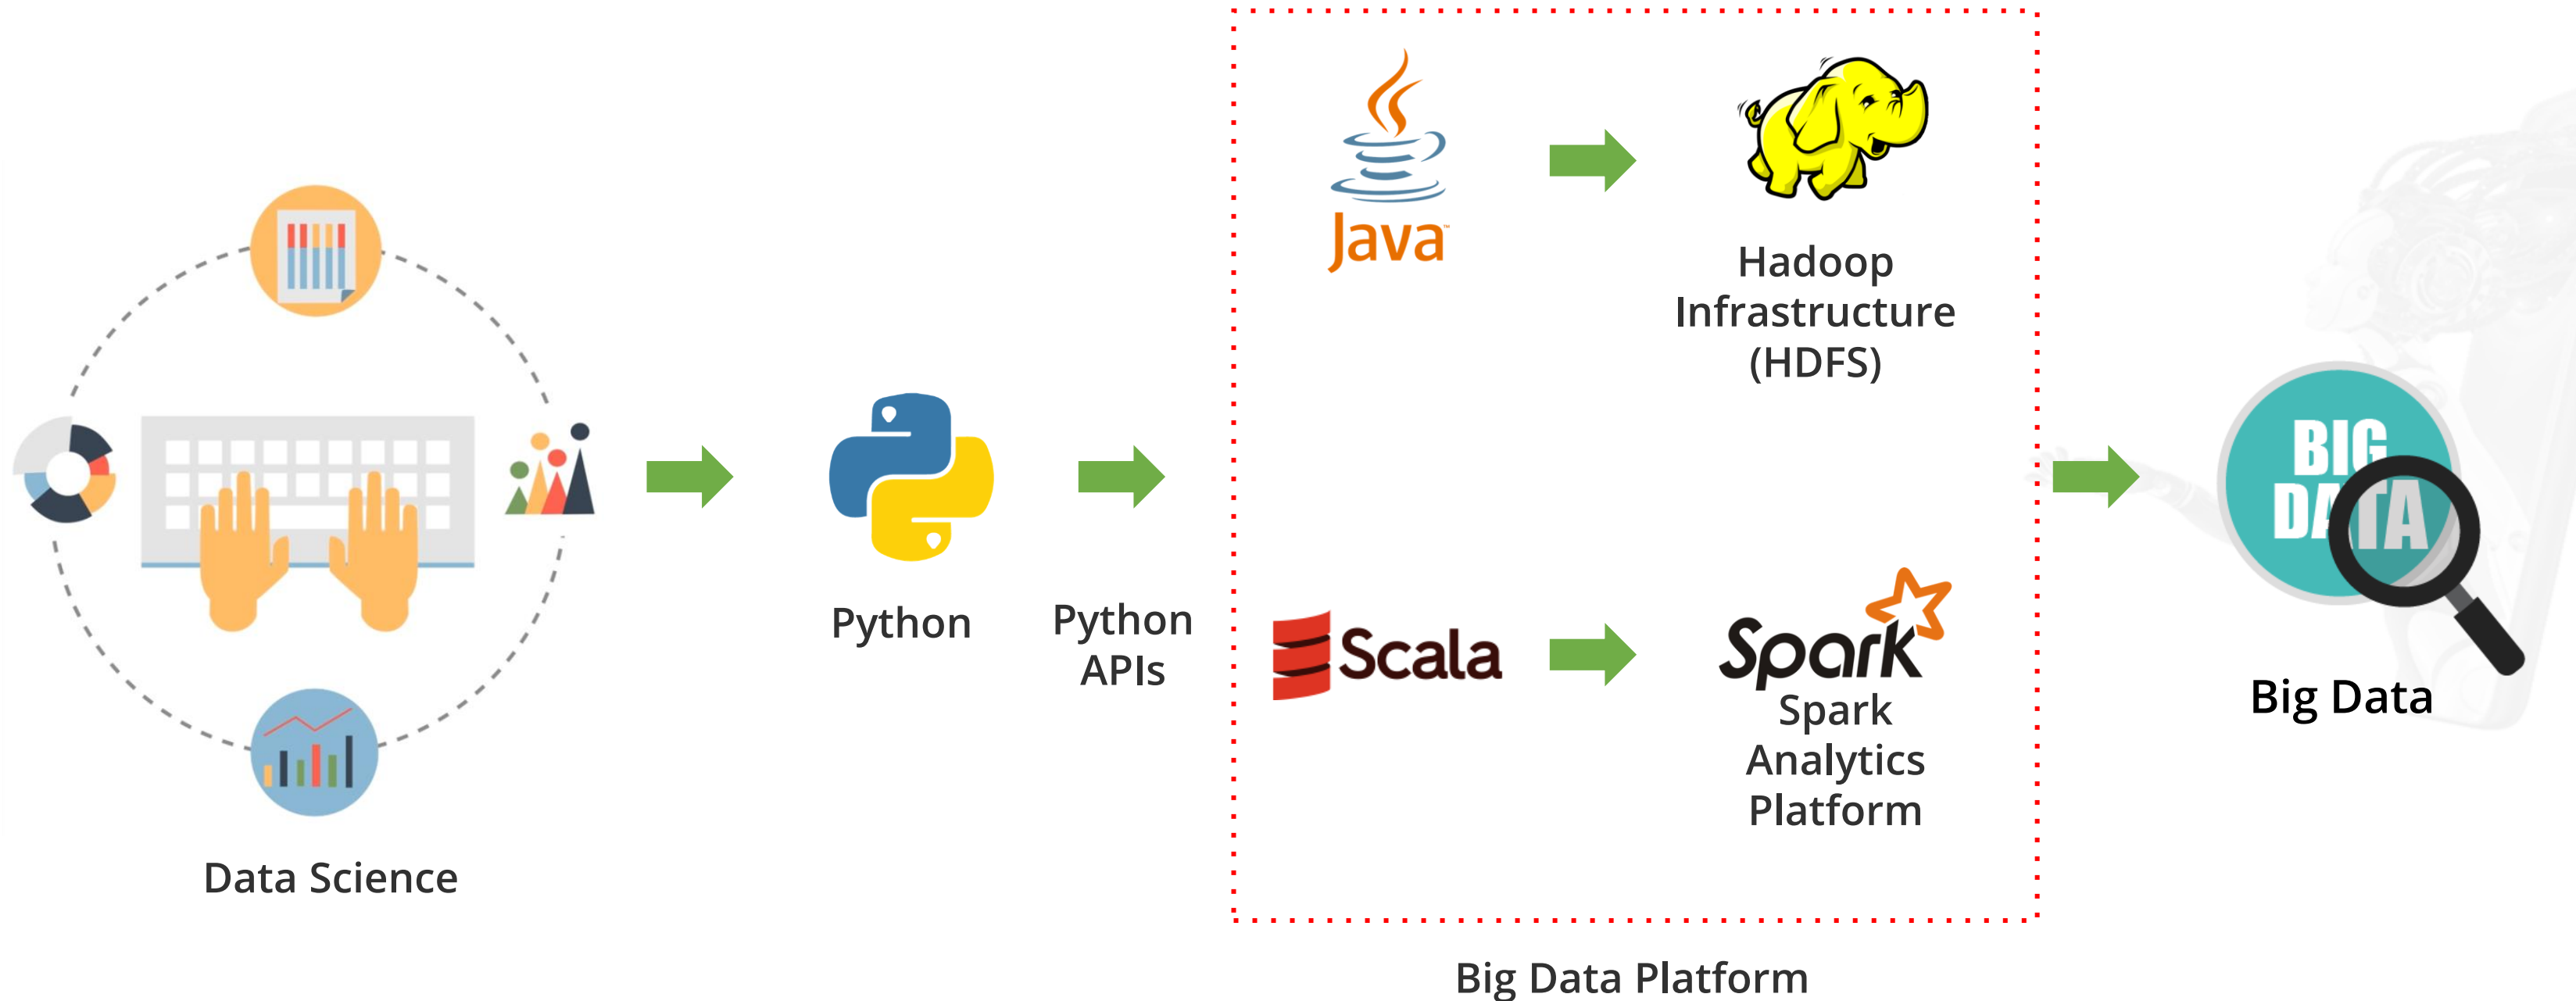 Java™
Hadoop
Infrastructure
(HDFS)
BIG
DATA
Python
Python
APIs
Scala
Spark
Spark
Analytics
Platform
Big Data
Data Science
Big Data Platform